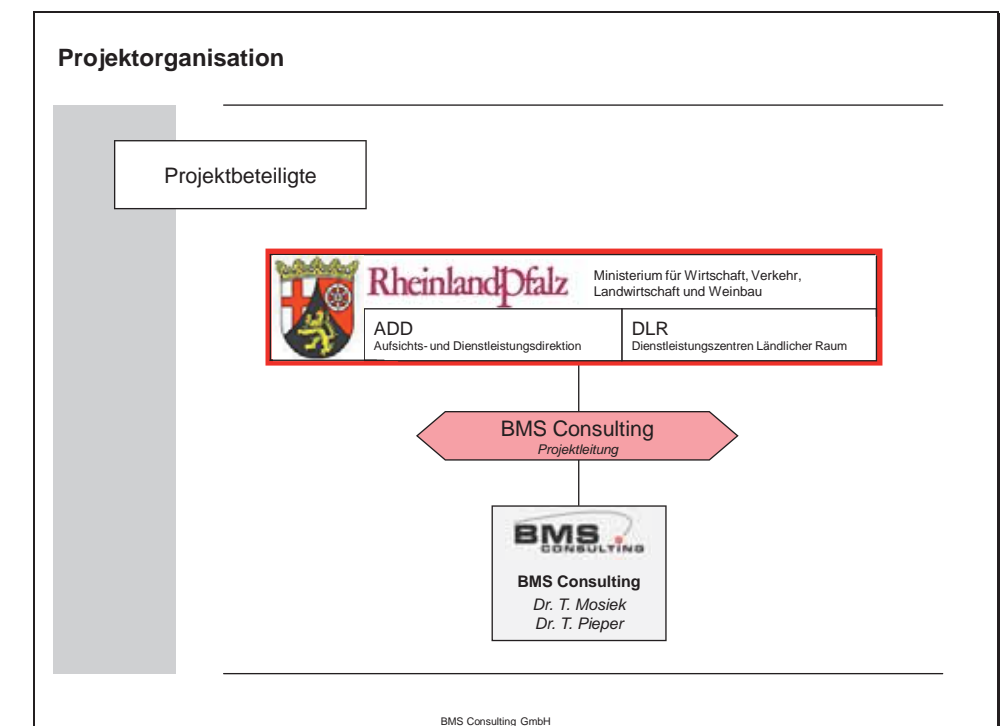 Projektorganisation
Projektbeteiligte
RheinlandPfalz
Ministerium für Wirtschaft, Verkehr,
Landwirtschaft und Weinbau
ADD
Aufsichts- und Dienstleistungsdirektion
DLR
Dienstleistungszentren Ländlicher Raum
BMS Consulting
Projektleitung
BMS
CONSULTING
BMS Consulting
Dr. T. Mosiek
Dr. T. Pieper
BMS Consulting GmbH